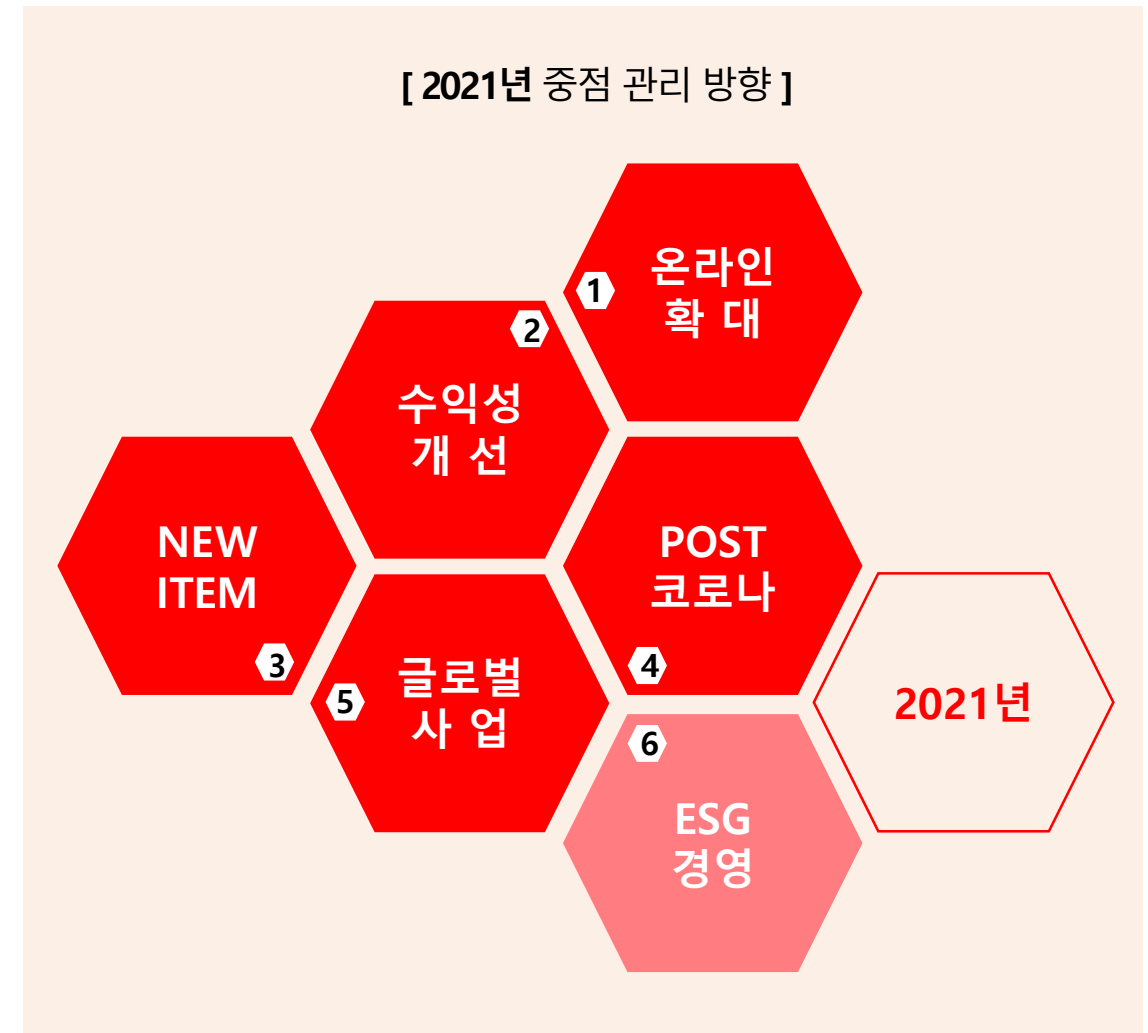 [ 2021년 중점 관리 방향 ]
1
온라인
확 대
2
수익성
개 선
NEW
ITEM
3
POST
코로나
4
글로벌
사 업
5
6
ESG
경영
2021년